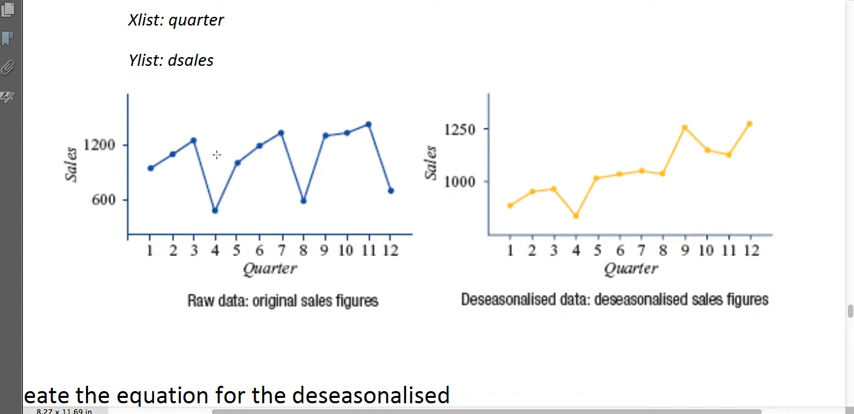 Xlist: quarter
Ylist: dsales
Sales
1200
600
1 2 3 4 5 6 7 8 9 10 11 12
Quarter
Raw data: original sales figures
Sales
1250
1000
1 2 3 4 5 6 7 8 9 10 11 12
Quarter
Deseasonalised data: deseasonalised sales figures
eate the equation for the deseasonalised
8.27 x 11.69 in